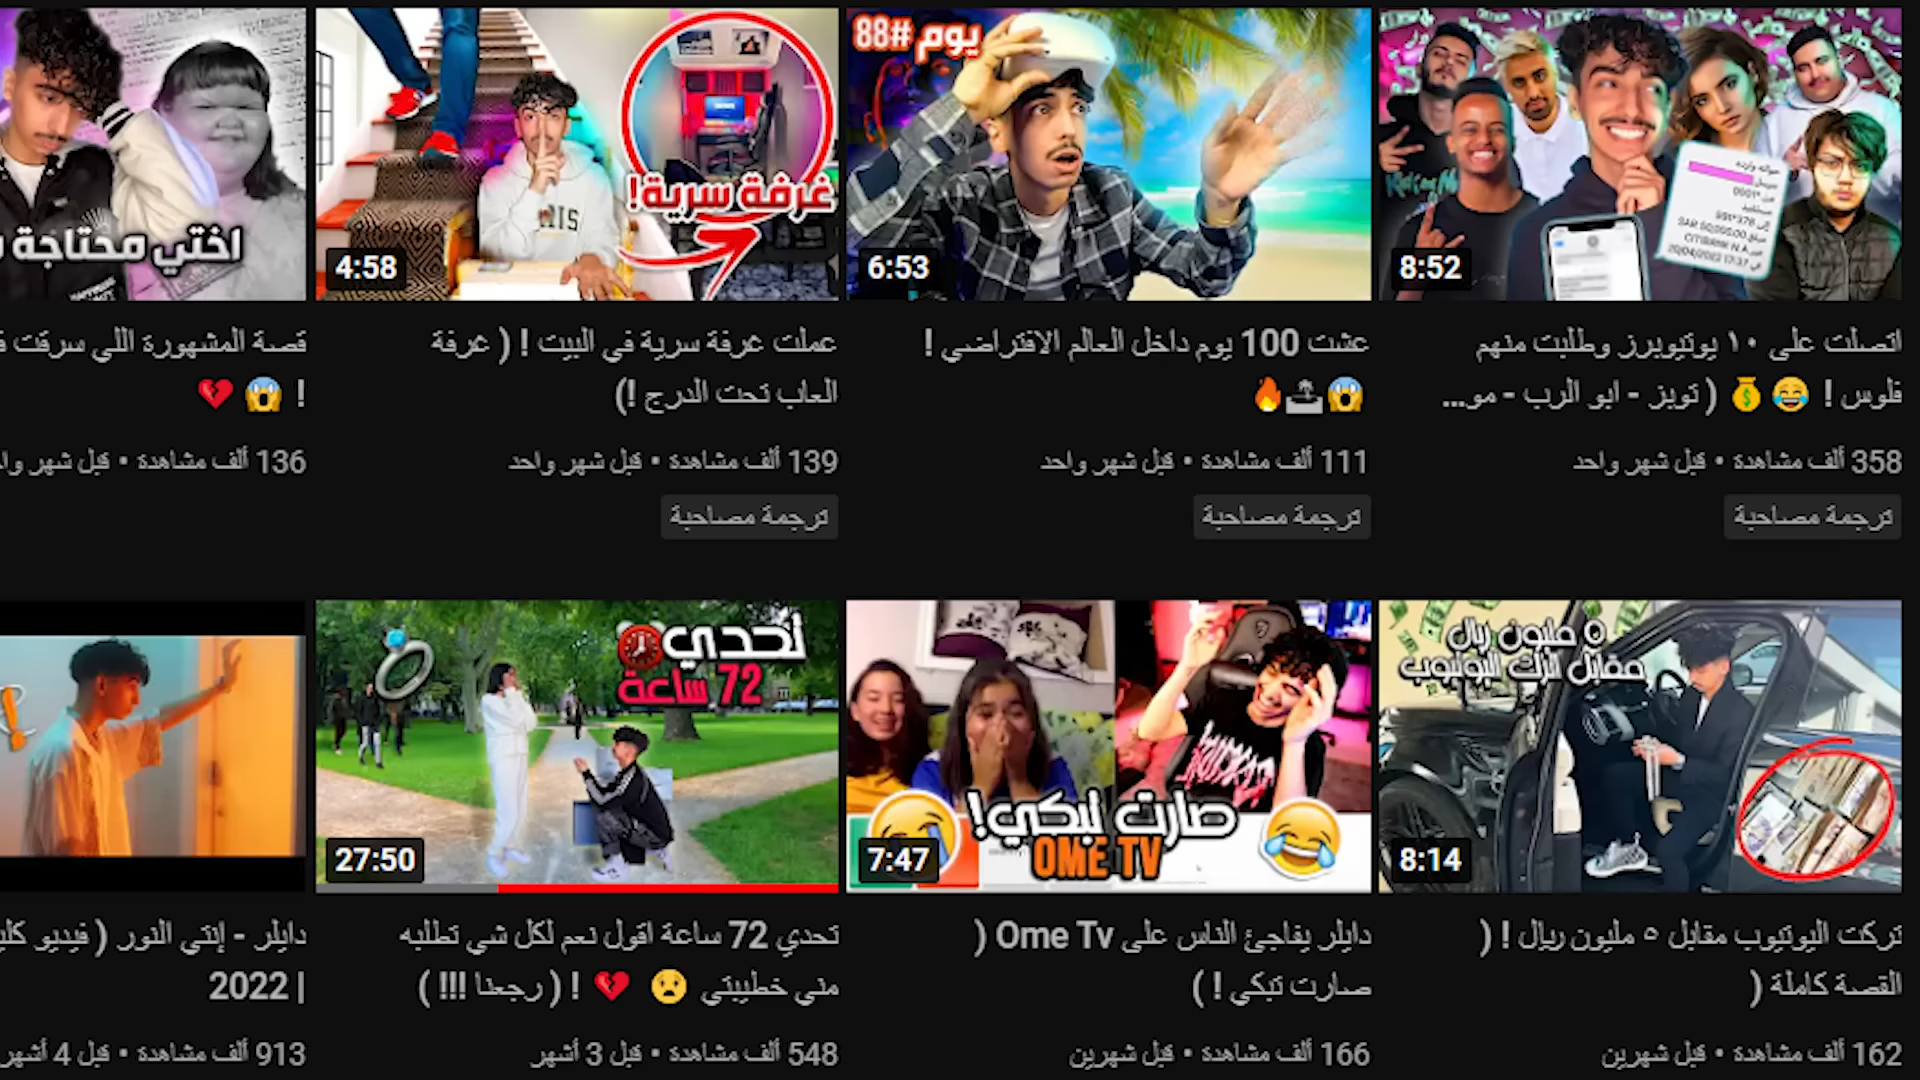 يوم #88
8:52
6:53
غرفة سرية!
4:58
اختي محتاجة
اتصلت على ١٠ يوتيوبرز وطلبت منهم
فلوس ! 😂 💰 ( تويز - ابو الرب - مو...
358 ألف مشاهدة • قبل شهر واحد
ترجمة مصاحبة
عشت 100 يوم داخل العالم الافتراضي !
😱🏝🔥
111 ألف مشاهدة • قبل شهر واحد
ترجمة مصاحبة
عملت غرفة سرية في البيت ! ( غرفة
العاب تحت الدرج !)
139 ألف مشاهدة • قبل شهر واحد
ترجمة مصاحبة
قصة المشهورة اللي سرقت
! 😱 💔
136 ألف مشاهدة • قبل شهر
٥ مليون ريال
مقابل ترك اليوتيوب
8:14
صارت تبكي!
OME TV
7:47
تحدي
72 ساعة
27:50
تركت اليوتيوب مقابل ٥ مليون ريال ! (
القصة كاملة (
162 ألف مشاهدة • قبل شهرين
دايلر يفاجئ الناس على Ome Tv (
صارت تبكي ! )
166 ألف مشاهدة • قبل شهرين
تحدي 72 ساعة اقول نعم لكل شي تطلبه
مني خطيبتي 😧 💔 ! ( رجعنا !!! )
548 ألف مشاهدة • قبل 3 أشهر
دايلر - إنتي النور ( فيديو
| 2022
913 ألف مشاهدة • قبل 4 أشهر